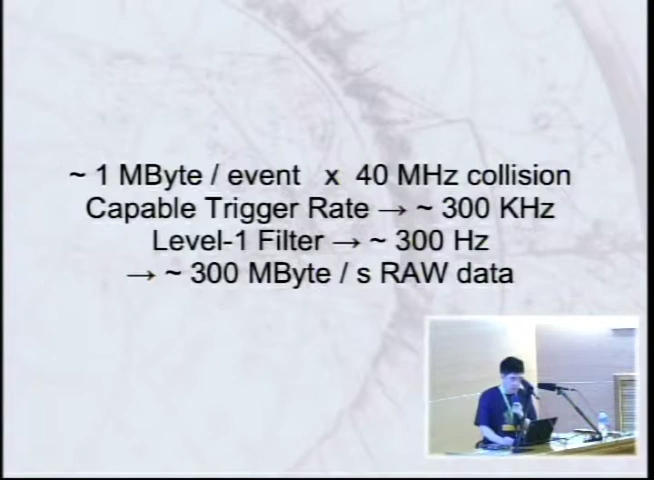 ~ 1 MByte / event x 40 MHz collision
Capable Trigger Rate → ~ 300 KHz
Level-1 Filter → ~ 300 Hz
→ ~ 300 MByte / s RAW data